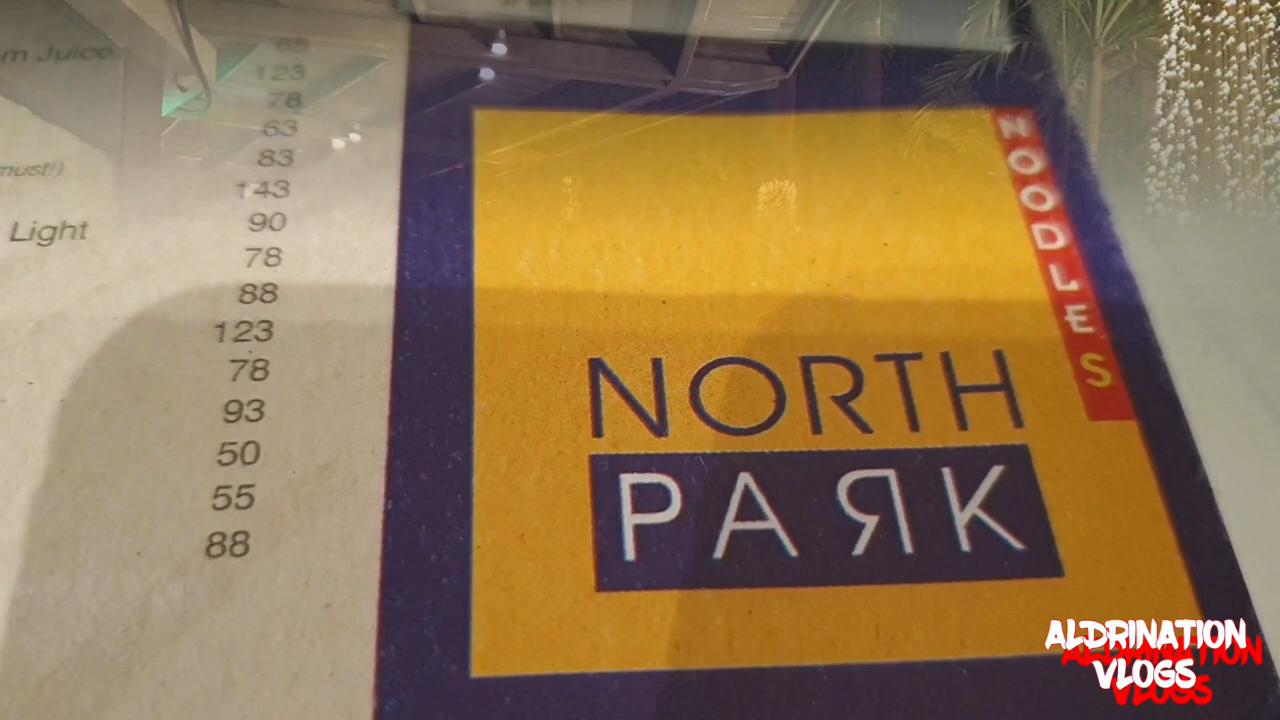 m Juice
68
123
78
63
83
must!)
143
90
Light
78
88
123
78
93
50
55
88
NOODLES
NORTH
PAЯK
ALDRINATION
VLOGS